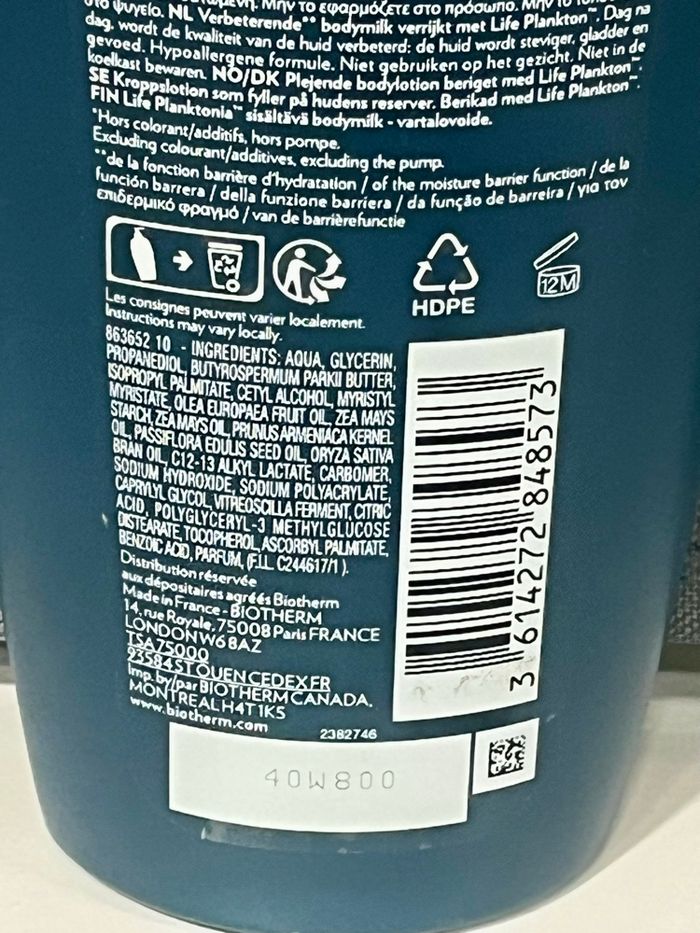 στο ψυγείο. NL Verbeterende** bodymilk verrijkt met Life Plankton™. Dag na
dag, wordt de kwaliteit van de huid verbeterd: de huid wordt steviger, gladder en
gevoed. Hypoallergene formule. Niet gebruiken op het gezicht. Niet in de
koelkast bewaren. NO/DK Pleiende bodylotion beriget med Life Plankton™.
SE Kroppslotion som fyller på hudens reserver. Berikad med Life Plankton™.
FIN Life Planktonia™ sisältävä bodymilk - vartalovoide.
*Hors colorant/additifs, hors pompe.
Excluding colourant/additives, excluding the pump.
**de la fonction barrière d'hydratation / of the moisture barrier function / de la
función barrera / della funzione barriera / da função de barreira / για τον
επιδερμικό φραγμό / van de barrièrefunctie
HDPE
12M
Les consignes peuvent varier localement.
Instructions may vary locally.
863652 10 - INGREDIENTS: AQUA, GLYCERIN,
PROPANEDIOL, BUTYROSPERMUM PARKII BUTTER,
ISOPROPYL PALMITATE, CETYL ALCOHOL, MYRISTYL
MYRISTATE, OLEA EUROPAEA FRUIT OIL, ZEA MAYS
STARCH, ZEA MAYS OIL, PRUNUS ARMENIACA KERNEL
OIL, PASSIFLORA EDULIS SEED OIL, ORYZA SATIVA
BRAN OIL, C12-13 ALKYL LACTATE, CARBOMER,
SODIUM HYDROXIDE, SODIUM POLYACRYLATE,
CAPRYLYL GLYCOL, VITREOSCILLA FERMENT, CITRIC
ACID, POLYGLYCERYL-3 METHYLGLUCOSE
DISTEARATE, TOCOPHEROL, ASCORBYL PALMITATE,
BENZOIC ACID, PARFUM, (F.I.L. C244617/1).
Distribution réservée
aux dépositaires agréés Biotherm
Made in France - BIOTHERM
14, rue Royale, 75008 Paris FRANCE
LONDON W6 8AZ
TSA 75000
93584 ST OUEN CEDEX.FR
Imp. by/par BIOTHERM CANADA,
MONTREAL H4T 1K5
www.biotherm.com
2382746
3 614272 848573
40W800